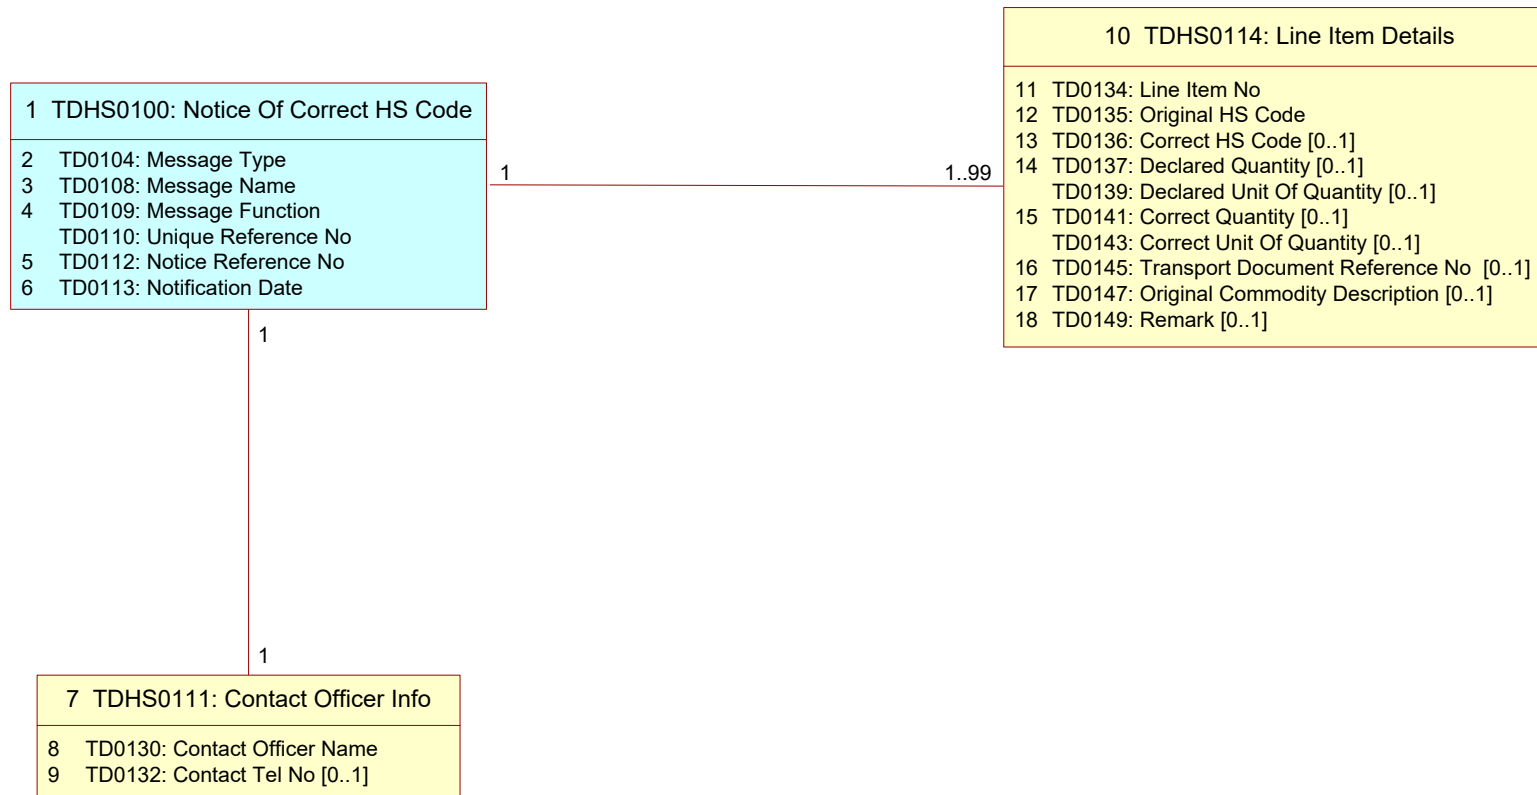 1 TDHS0100: Notice Of Correct HS Code
2 TD0104: Message Type
3 TD0108: Message Name
4 TD0109: Message Function
TD0110: Unique Reference No
5 TD0112: Notice Reference No
6 TD0113: Notification Date
1
1..99
10 TDHS0114: Line Item Details
11 TD0134: Line Item No
12 TD0135: Original HS Code
13 TD0136: Correct HS Code [0..1]
14 TD0137: Declared Quantity [0..1]
TD0139: Declared Unit Of Quantity [0..1]
15 TD0141: Correct Quantity [0..1]
TD0143: Correct Unit Of Quantity [0..1]
16 TD0145: Transport Document Reference No [0..1]
17 TD0147: Original Commodity Description [0..1]
18 TD0149: Remark [0..1]
1
1
7 TDHS0111: Contact Officer Info
8 TD0130: Contact Officer Name
9 TD0132: Contact Tel No [0..1]